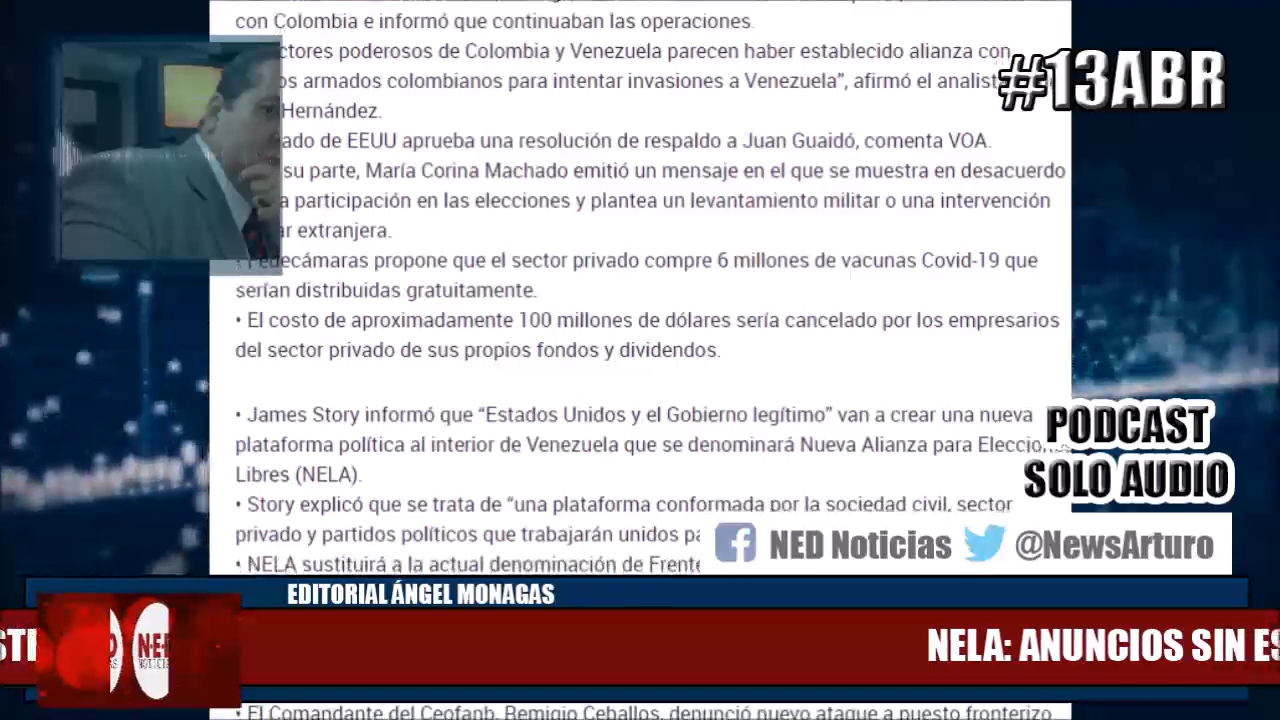 con Colombia e informó que continuaban las operaciones.
ctores poderosos de Colombia y Venezuela parecen haber establecido alianza con
os armados colombianos para intentar invasiones a Venezuela”, afirmó el analist
Hernández.
ado de EEUU aprueba una resolución de respaldo a Juan Guaidó, comenta VOA.
su parte, María Corina Machado emitió un mensaje en el que se muestra en desacuerdo
a participación en las elecciones y plantea un levantamiento militar o una intervención
ar extranjera.
• Fedecámaras propone que el sector privado compre 6 millones de vacunas Covid-19 que
serían distribuidas gratuitamente.
• El costo de aproximadamente 100 millones de dólares sería cancelado por los empresarios
del sector privado de sus propios fondos y dividendos.
• James Story informó que “Estados Unidos y el Gobierno legítimo” van a crear una nueva
plataforma política al interior de Venezuela que se denominará Nueva Alianza para Elecciones
Libres (NELA).
• Story explicó que se trata de “una plataforma conformada por la sociedad civil, sector
privado y partidos políticos que trabajarán unidos pa
• NELA sustituirá a la actual denominación de Frente
#13ABR
PODCAST
SOLO AUDIO
NED Noticias @NewsArturo
EDITORIAL ÁNGEL MONAGAS
NELA: ANUNCIOS SIN ES
N·E·D
NOTICIAS
• El Comandante del Ceofanb, Remigio Ceballos, denunció nuevo ataque a puesto fronterizo